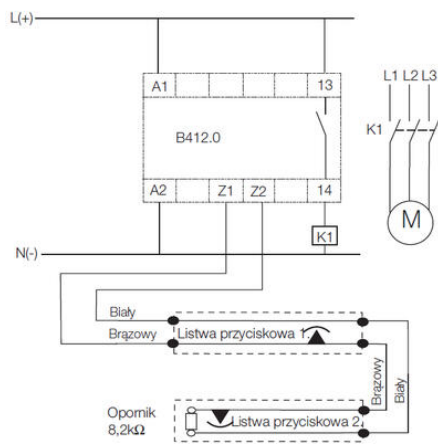 L(+)
A1
13
L1 L2 L3
K1
B412.0
M
A2
Z1
Z2
14
K1
N(-)
Biały
Brązowy
Listwa przyciskowa 1.
Brązowy
Biały
Opornik
8,2kΩ
Listwa przyciskowa 2.